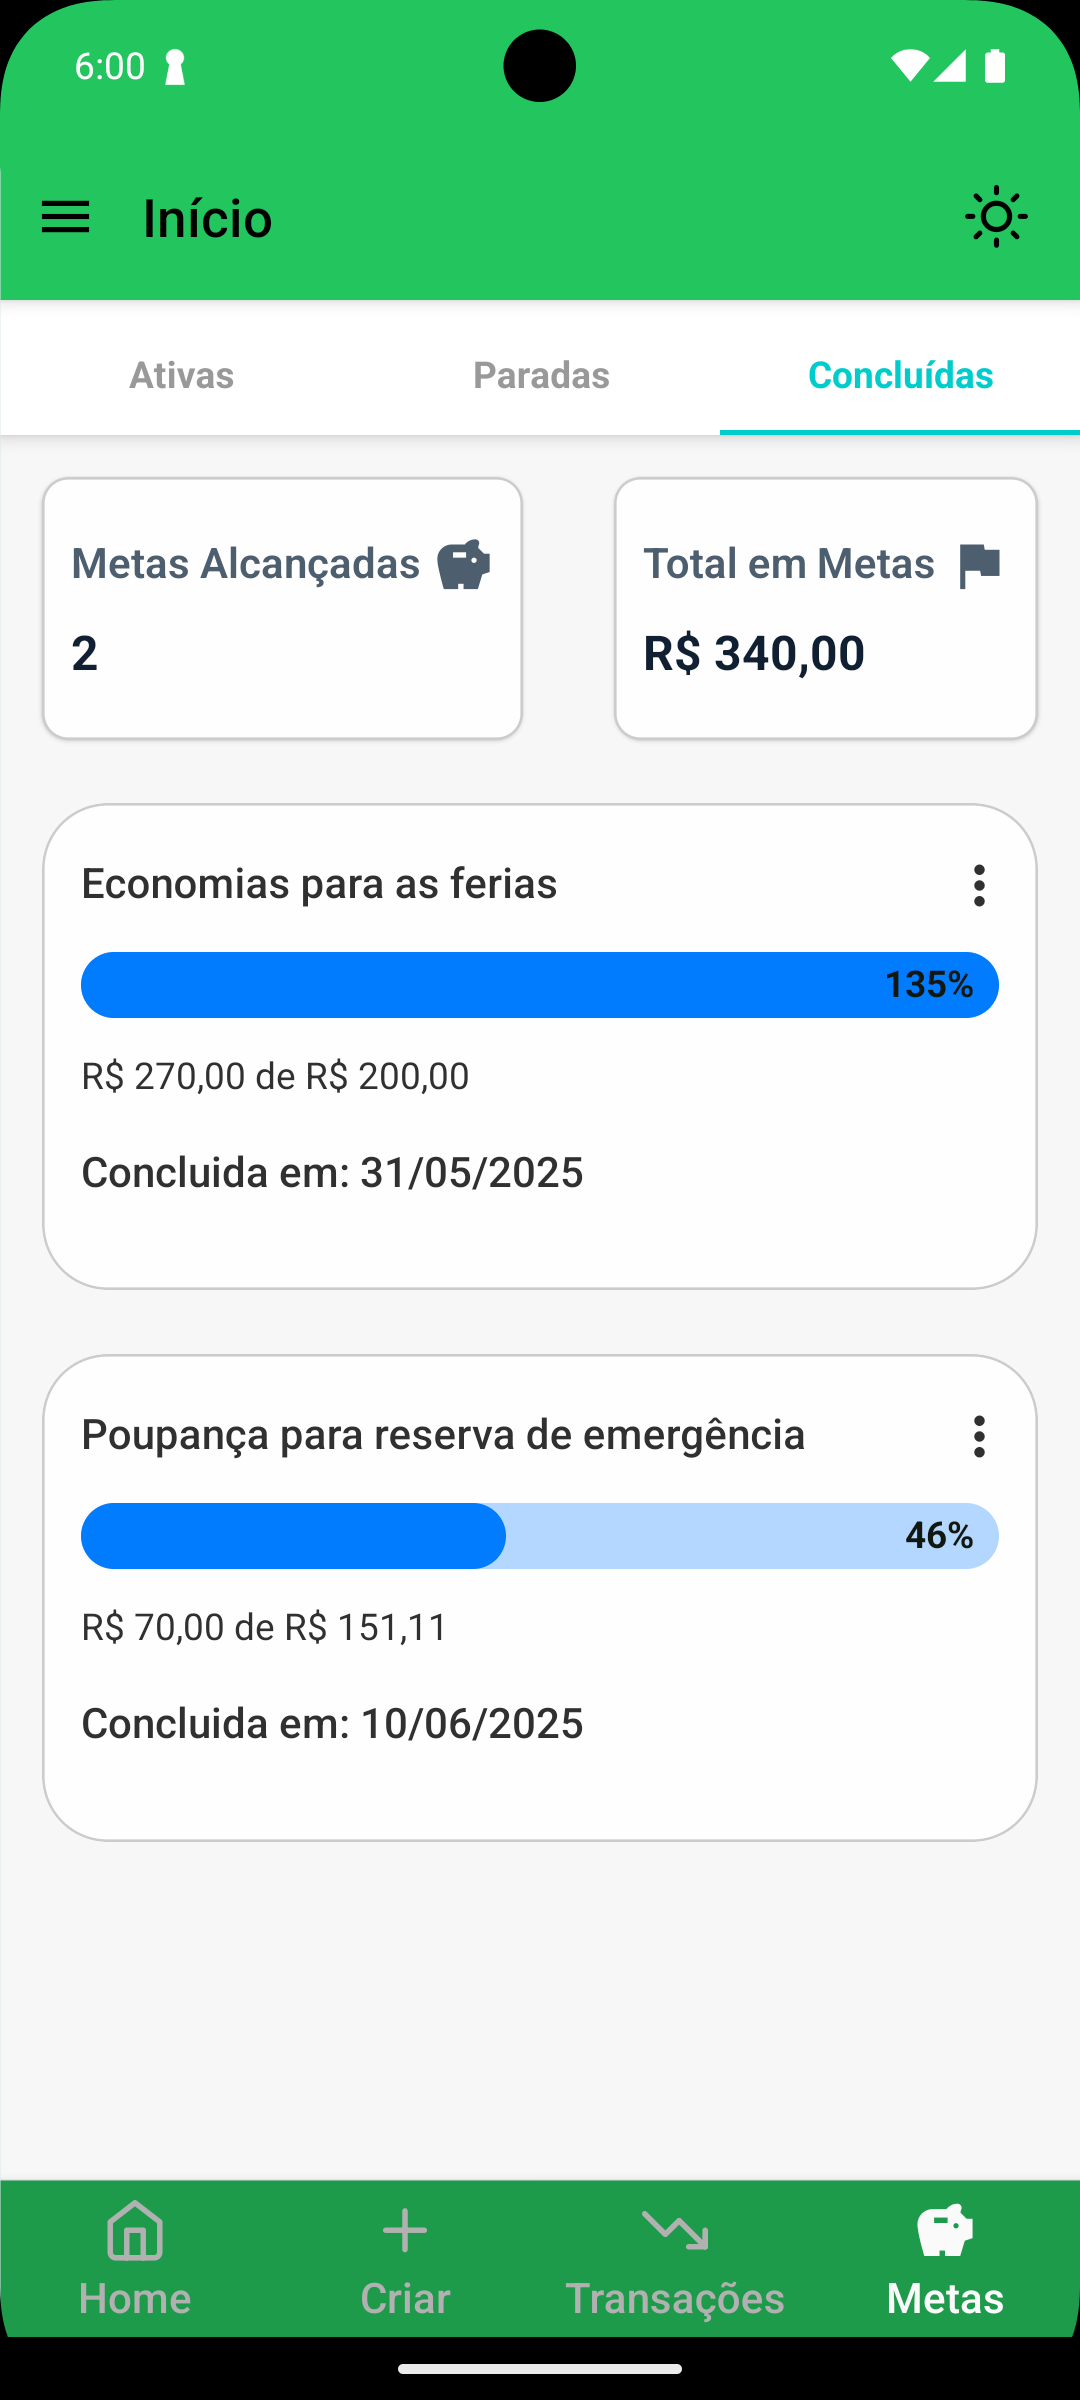 6:00
Início
Ativas Paradas Concluídas
Metas Alcançadas
2
Total em Metas
R$ 340,00
Economias para as ferias
135%
R$ 270,00 de R$ 200,00
Concluida em: 31/05/2025
Poupança para reserva de emergência
46%
R$ 70,00 de R$ 151,11
Concluida em: 10/06/2025
Home Criar Transações Metas